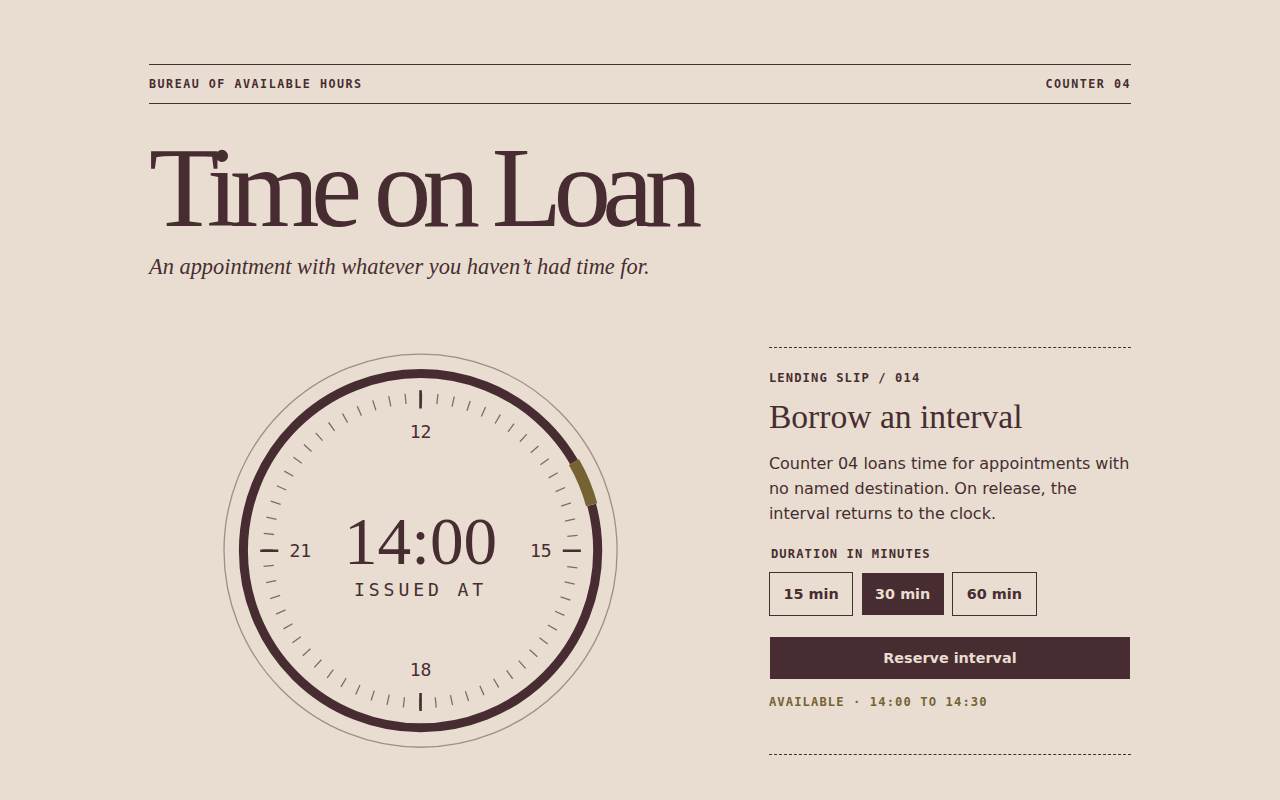 BUREAU OF AVAILABLE HOURS
COUNTER 04
Time on Loan
An appointment with whatever you haven’t had time for.
12
21
14:00
15
ISSUED AT
18
LENDING SLIP / 014
Borrow an interval
Counter 04 loans time for appointments with
no named destination. On release, the
interval returns to the clock.
DURATION IN MINUTES
15 min
30 min
60 min
Reserve interval
AVAILABLE · 14:00 TO 14:30